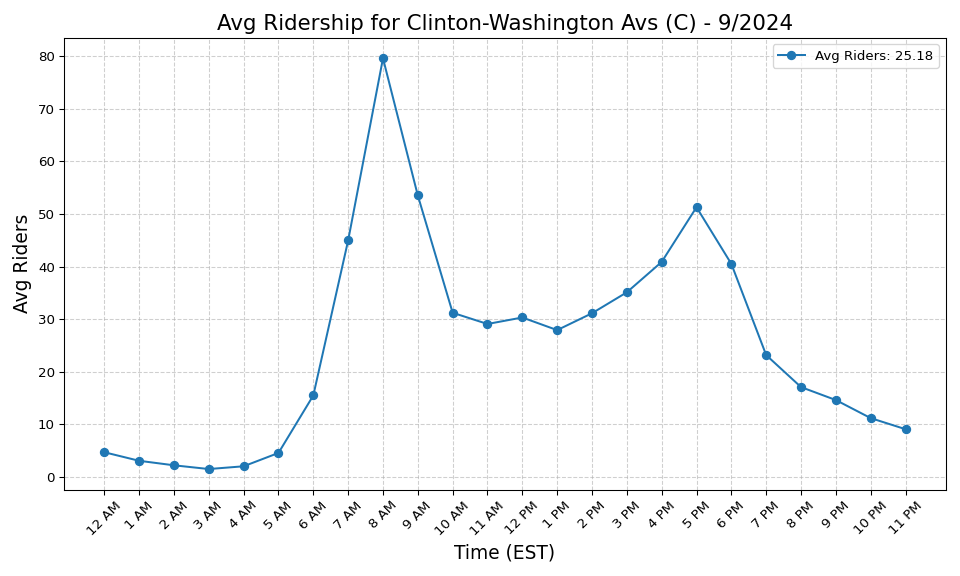 Avg Ridership for Clinton-Washington Avs (C) - 9/2024
Avg Riders: 25.18
Avg Riders
80
70
60
50
40
30
20
10
0
12 AM
1 AM
2 AM
3 AM
4 AM
5 AM
6 AM
7 AM
8 AM
9 AM
10 AM
11 AM
12 PM
1 PM
2 PM
3 PM
4 PM
5 PM
6 PM
7 PM
8 PM
9 PM
10 PM
11 PM
Time (EST)